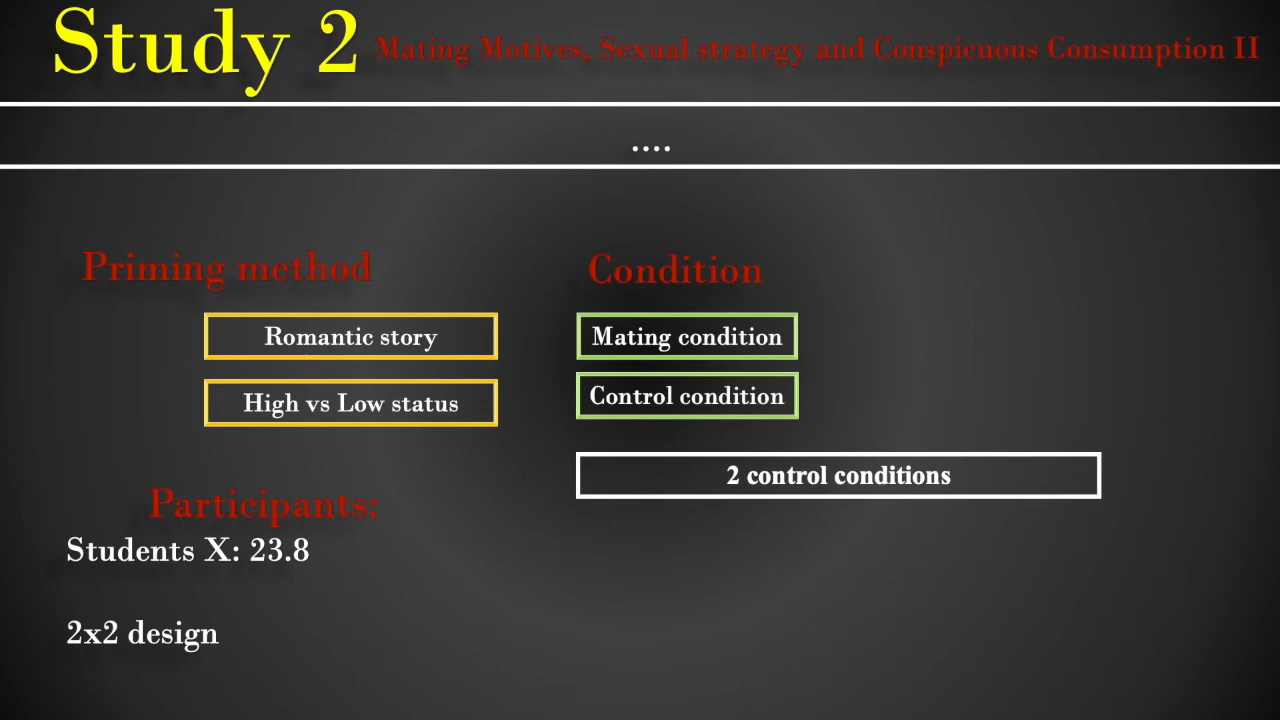 Study 2 Mating Motives, Sexual strategy and Conspicuous Consumption II
....
Priming method
Condition
Romantic story
Mating condition
High vs Low status
Control condition
2 control conditions
Participants:
Students X: 23.8
2x2 design